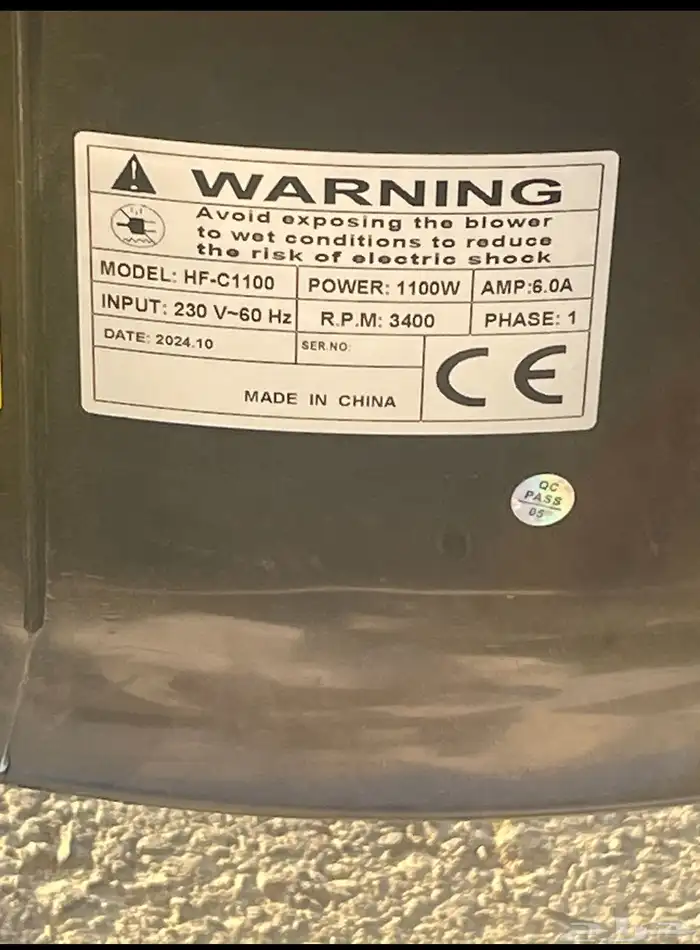 WARNING
Avoid exposing the blower
to wet conditions to reduce
the risk of electric shock
MODEL: HF-C1100
POWER: 1100W
AMP:6.0A
INPUT: 230 V~60 Hz
R.P.M: 3400
PHASE: 1
DATE: 2024.10
SER.NO:
MADE IN CHINA
CE
QC
PASS
05